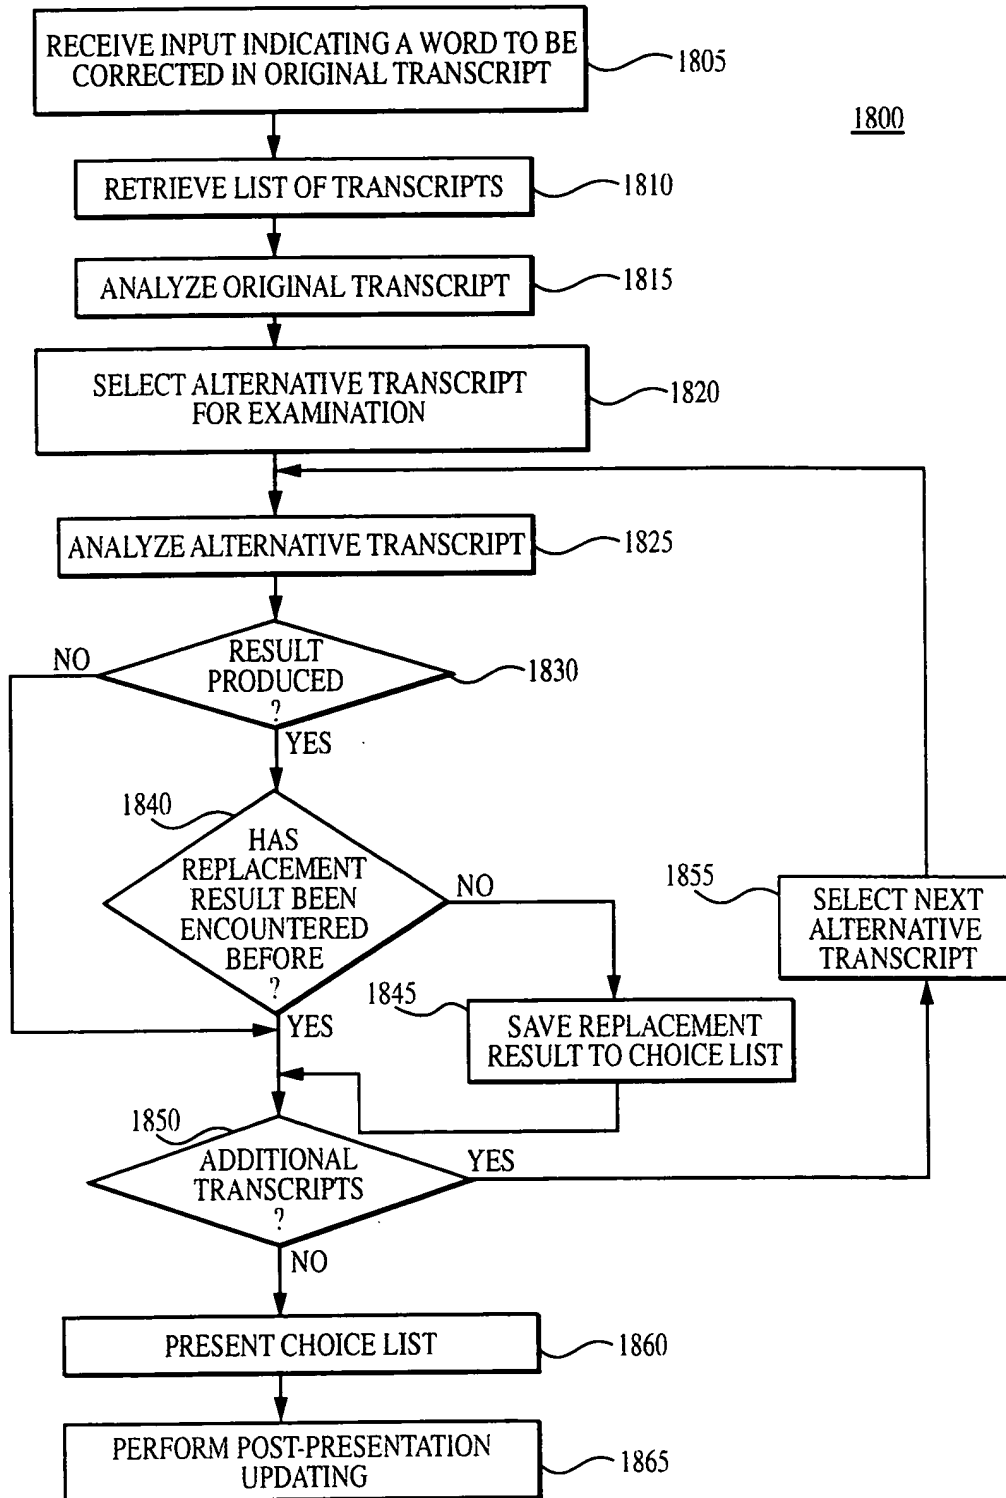 RECEIVE INPUT INDICATING A WORD TO BE
CORRECTED IN ORIGINAL TRANSCRIPT
1805
1800
RETRIEVE LIST OF TRANSCRIPTS
1810
ANALYZE ORIGINAL TRANSCRIPT
1815
SELECT ALTERNATIVE TRANSCRIPT
FOR EXAMINATION
1820
ANALYZE ALTERNATIVE TRANSCRIPT
1825
NO
RESULT
PRODUCED
?
1830
YES
1840
HAS
REPLACEMENT
RESULT BEEN
ENCOUNTERED
BEFORE
?
NO
1855
SELECT NEXT
ALTERNATIVE
TRANSCRIPT
YES
1845
SAVE REPLACEMENT
RESULT TO CHOICE LIST
1850
ADDITIONAL
TRANSCRIPTS
?
YES
NO
PRESENT CHOICE LIST
1860
PERFORM POST-PRESENTATION
UPDATING
1865